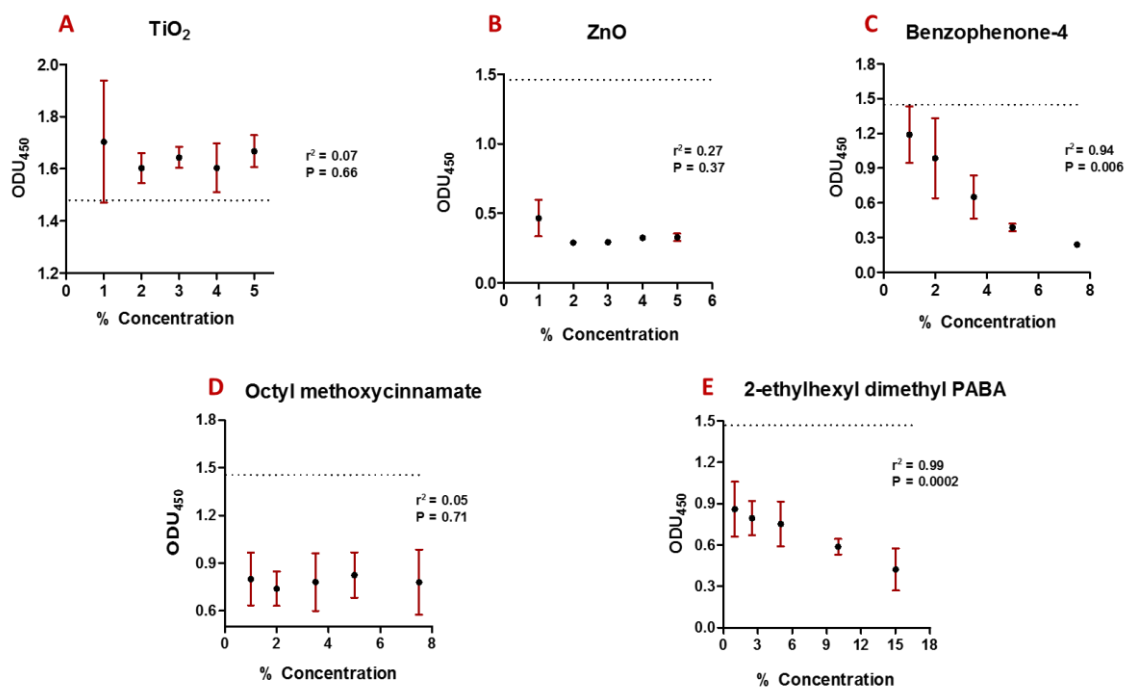 A TiO₂
2.0
1.8
1.6
1.4
1.2
ODU₄₅₀
r² = 0.07
P = 0.66
0 1 2 3 4 5
% Concentration
B ZnO
1.5
1.0
0.5
0.0
ODU₄₅₀
r² = 0.27
P = 0.37
0 1 2 3 4 5 6
% Concentration
C Benzophenone-4
1.8
1.5
1.2
0.9
0.6
0.3
0.0
ODU₄₅₀
r² = 0.94
P = 0.006
0 2 4 6 8
% Concentration
D Octyl methoxycinnamate
1.8
1.5
1.2
0.9
0.6
ODU₄₅₀
r² = 0.05
P = 0.71
0 2 4 6 8
% Concentration
E 2-ethylhexyl dimethyl PABA
1.5
1.2
0.9
0.6
0.3
0.0
ODU₄₅₀
r² = 0.99
P = 0.0002
0 3 6 9 12 15 18
% Concentration